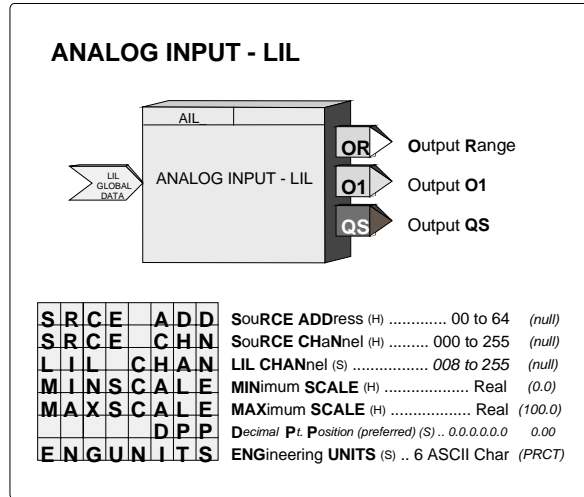 ANALOG INPUT - LIL
AIL_
LIL
GLOBAL
DATA
ANALOG INPUT - LIL
OR Output Range
O1 Output O1
QS Output QS
SRCE ADD SouRCE ADDress (H) ............. 00 to 64 (null)
SRCE CHN SouRCE CHaNnel (H) ........ 000 to 255 (null)
LIL CHAN LIL CHANnel (S) ..................... 008 to 255 (null)
MINSCALE MINimum SCALE (H) ................... Real (0.0)
MAXSCALE MAXimum SCALE (H) .................. Real (100.0)
DPP Decimal Pt. Position (preferred) (S) .. 0.0.0.0.0.0 0.00
ENGUNITS ENGineering UNITS (S) .. 6 ASCII Char (PRCT)